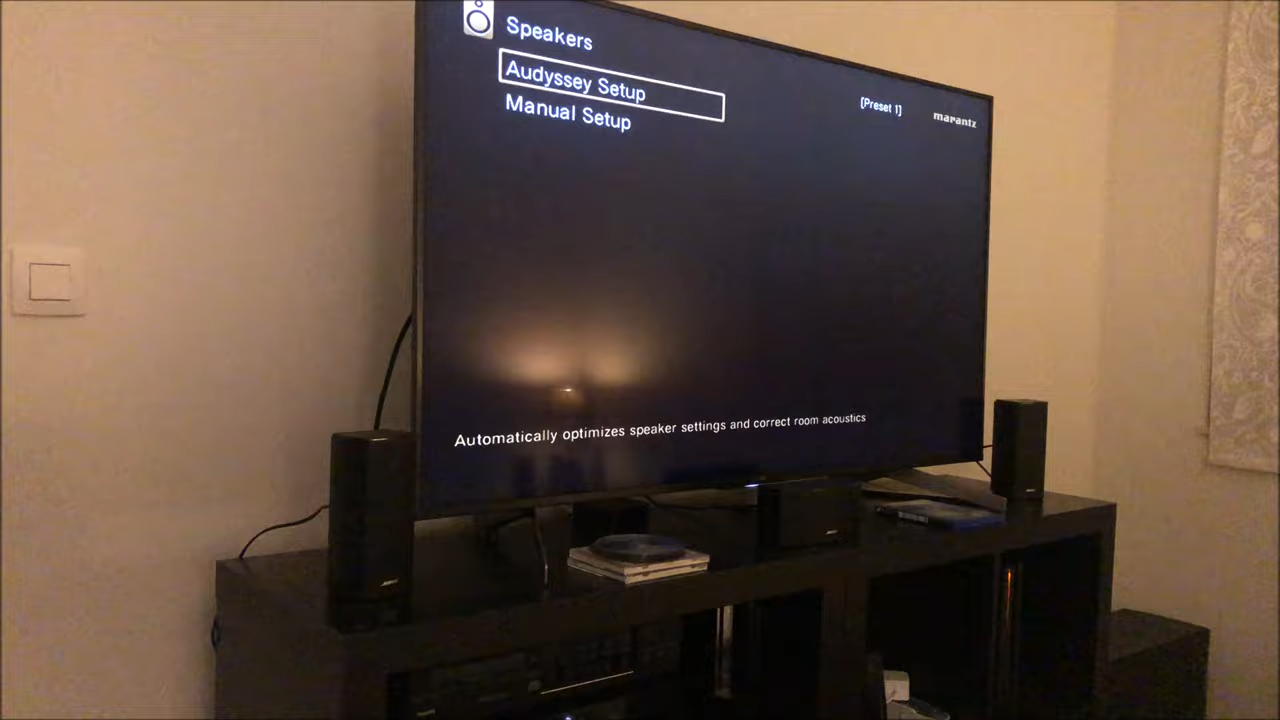 Speakers
Audyssey Setup
Manual Setup
[Preset 1]
marantz
Automatically optimizes speaker settings and correct room acoustics